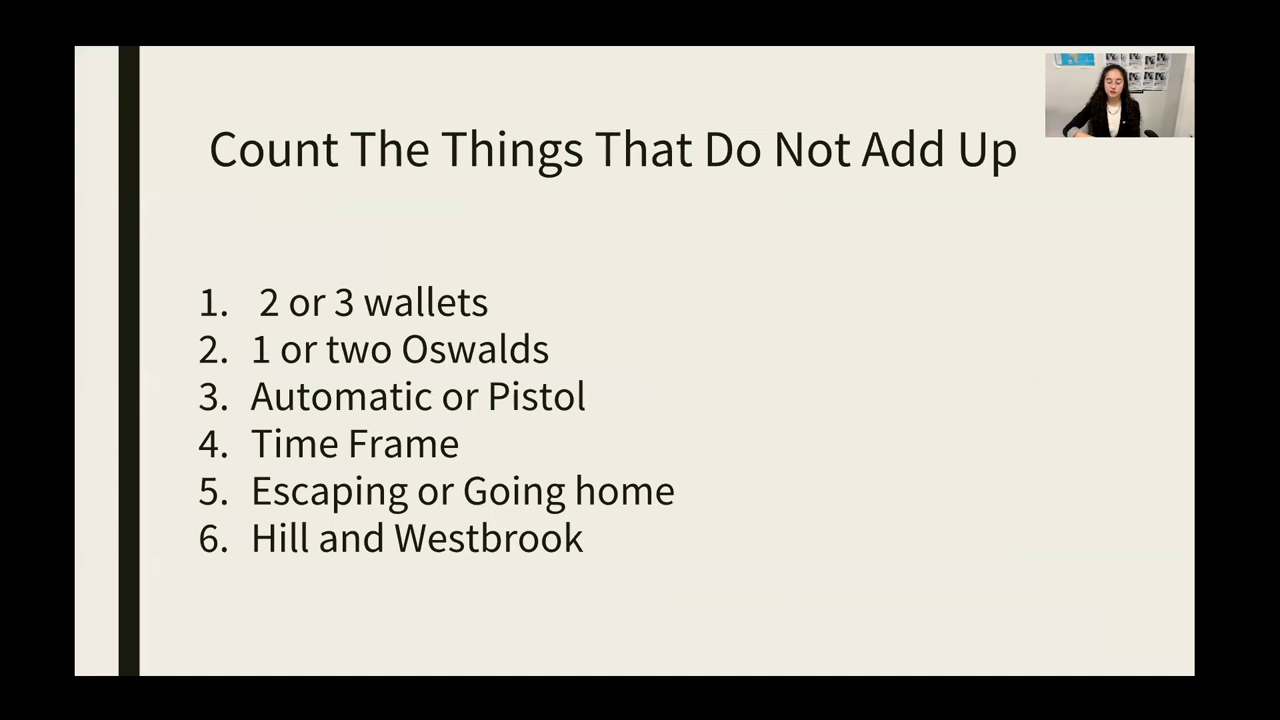 Count The Things That Do Not Add Up
1. 2 or 3 wallets
2. 1 or two Oswalds
3. Automatic or Pistol
4. Time Frame
5. Escaping or Going home
6. Hill and Westbrook